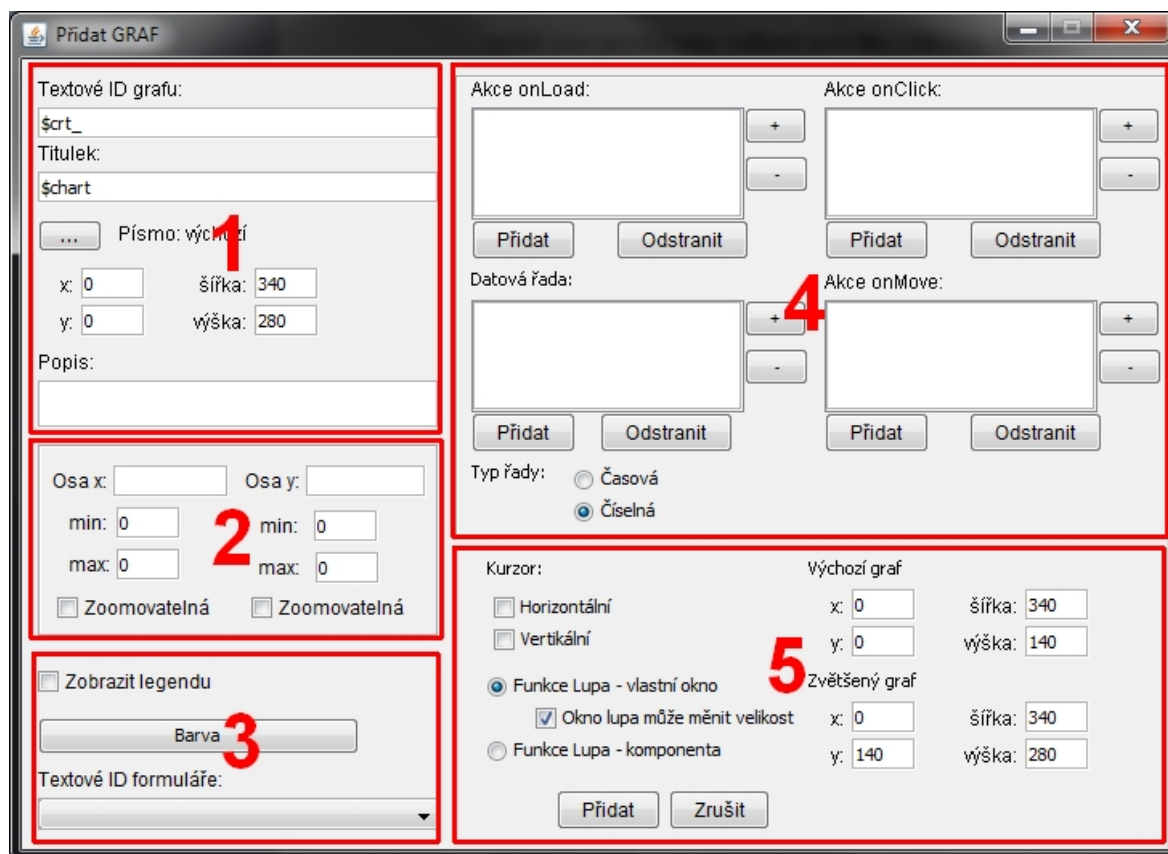 Přidat GRAF
Textové ID grafu:
$crt_
Titulek:
$chart
... Písmo: výchozí
1
x: 0 šířka: 340
y: 0 výška: 280
Popis:
Osa x: Osa y:
min: 0 min: 0
2
max: 0 max: 0
Zoomovatelná Zoomovatelná
Zobrazit legendu
Barva
3
Textové ID formuláře:
Akce onLoad: Akce onClick:
+ +
- -
Přidat Odstranit Přidat Odstranit
Datová řada: Akce onMove:
4
+ +
- -
Přidat Odstranit Přidat Odstranit
Typ řady: Časová
Číselná
Kurzor: Výchozí graf
Horizontální x: 0 šířka: 340
Vertikální y: 0 výška: 140
5
Funkce Lupa - vlastní okno Zvětšený graf
Okno lupa může měnit velikost x: 0 šířka: 340
Funkce Lupa - komponenta y: 140 výška: 280
Přidat Zrušit